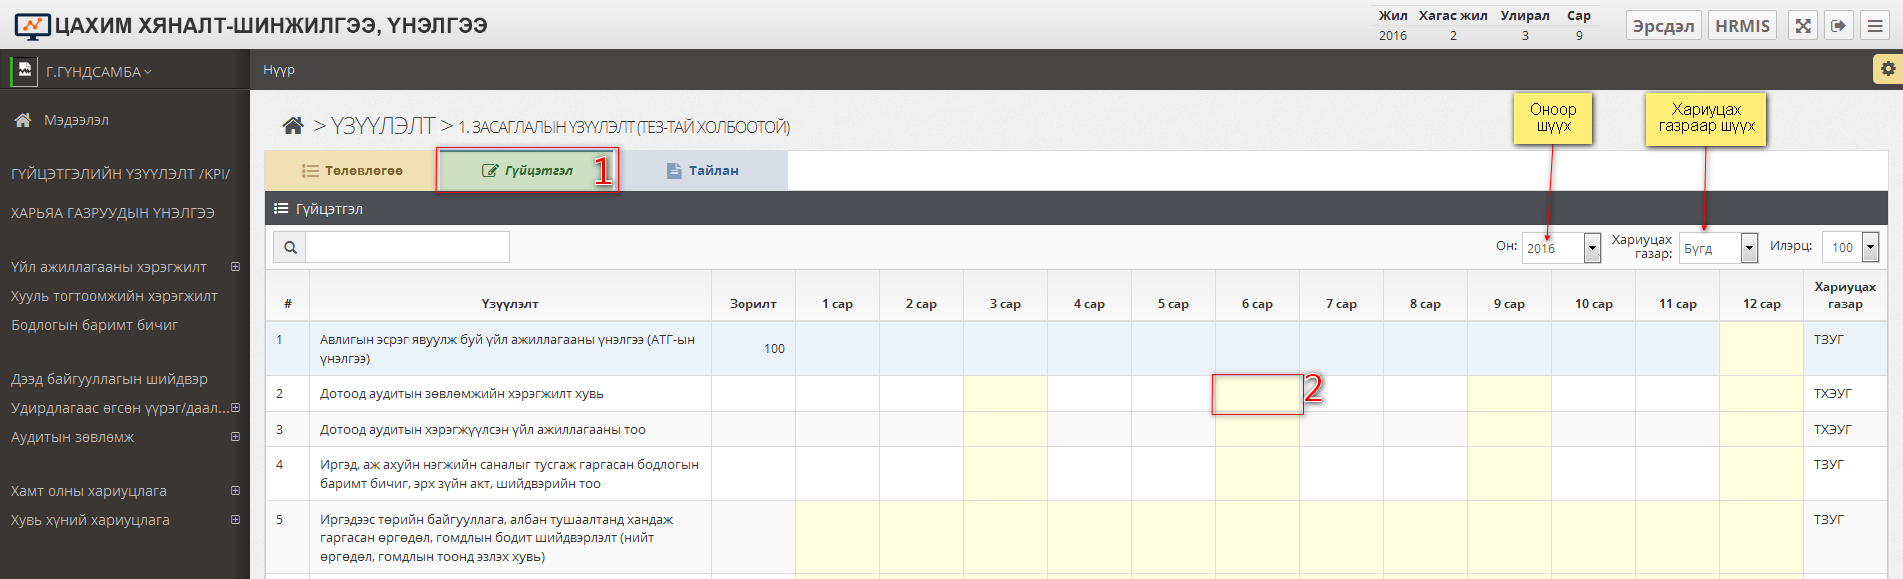 ЦАХИМ ХЯНАЛТ-ШИНЖИЛГЭЭ, ҮНЭЛГЭЭ
Жил Хагас жил Улирал Сар
2016 2 3 9
Эрсдэл
HRMIS
Г.ГҮНДСАМБА
Нүүр
Мэдээлэл
ГҮЙЦЭТГЭЛИЙН ҮЗҮҮЛЭЛТ /KPI/
ХАРЬЯА ГАЗРУУДЫН ҮНЭЛГЭЭ
Үйл ажиллагааны хэрэгжилт
Хууль тогтоомжийн хэрэгжилт
Бодлогын баримт бичиг
Дээд байгууллагын шийдвэр
Удирдлагаас өгсөн үүрэг/даал...
Аудитын зөвлөмж
Хамт олны хариуцлага
Хувь хүний хариуцлага
> ҮЗҮҮЛЭЛТ > 1. ЗАСАГЛАЛЫН ҮЗҮҮЛЭЛТ (ТЕЗ-ТАЙ ХОЛБООТОЙ)
Оноор
шүүх
Хариуцах
газраар шүүх
Төлөвлөгөө
Гүйцэтгэл
1
Тайлан
Гүйцэтгэл
Он: 2016
Хариуцах
газар: Бүгд
Илэрц: 100
# Үзүүлэлт Зорилт 1 сар 2 сар 3 сар 4 сар 5 сар 6 сар 7 сар 8 сар 9 сар 10 сар 11 сар 12 сар Хариуцах
газар
1 Авлигын эсрэг явуулж буй үйл ажиллагааны үнэлгээ (АТГ-ын
үнэлгээ) 100 ТЗУГ
2 Дотоод аудитын зөвлөмжийн хэрэгжилт хувь 2 ТХЭУГ
3 Дотоод аудитын хэрэгжүүлсэн үйл ажиллагааны тоо ТХЭУГ
4 Иргэд, аж ахуйн нэгжийн саналыг тусгаж гаргасан бодлогын
баримт бичиг, эрх зүйн акт, шийдвэрийн тоо ТЗУГ
5 Иргэдээс төрийн байгууллага, албан тушаалтанд хандаж
гаргасан өргөдөл, гомдлын бодит шийдвэрлэлт (нийт
өргөдөл, гомдлын тоонд эзлэх хувь) ТЗУГ